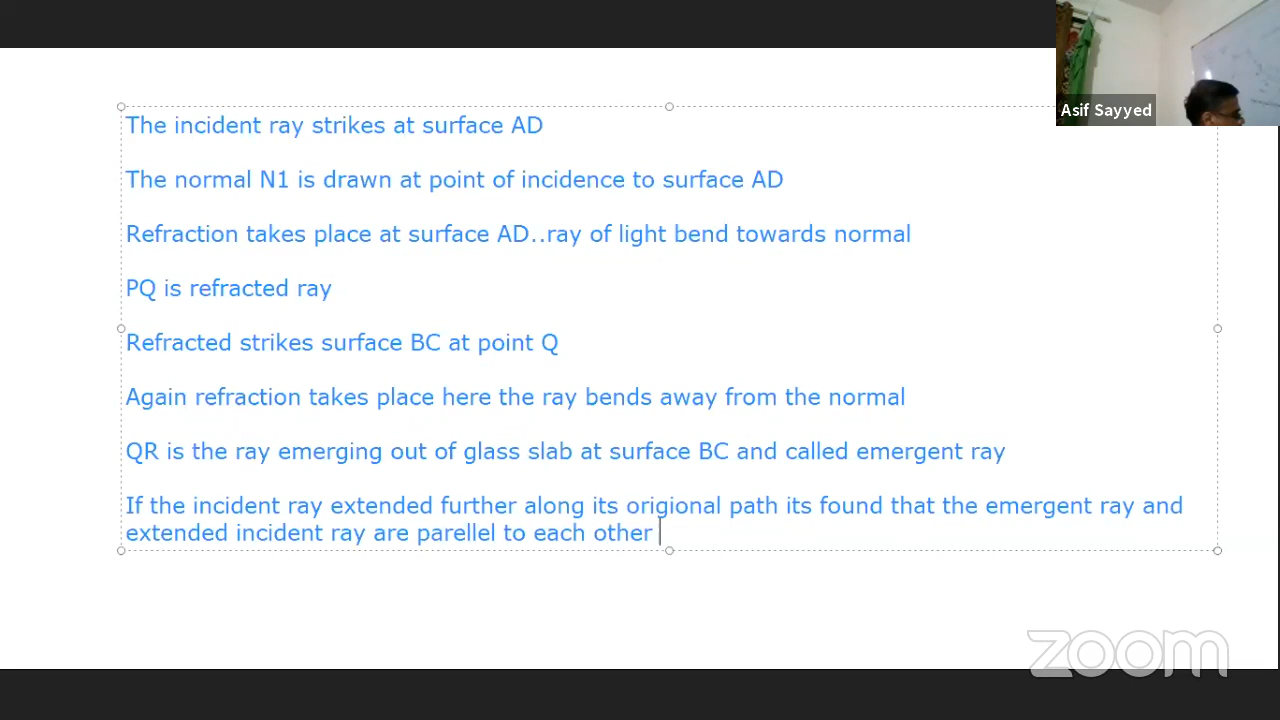 Asif Sayyed
The incident ray strikes at surface AD
The normal N1 is drawn at point of incidence to surface AD
Refraction takes place at surface AD..ray of light bend towards normal
PQ is refracted ray
Refracted strikes surface BC at point Q
Again refraction takes place here the ray bends away from the normal
QR is the ray emerging out of glass slab at surface BC and called emergent ray
If the incident ray extended further along its origional path its found that the emergent ray and
extended incident ray are parellel to each other
zoom